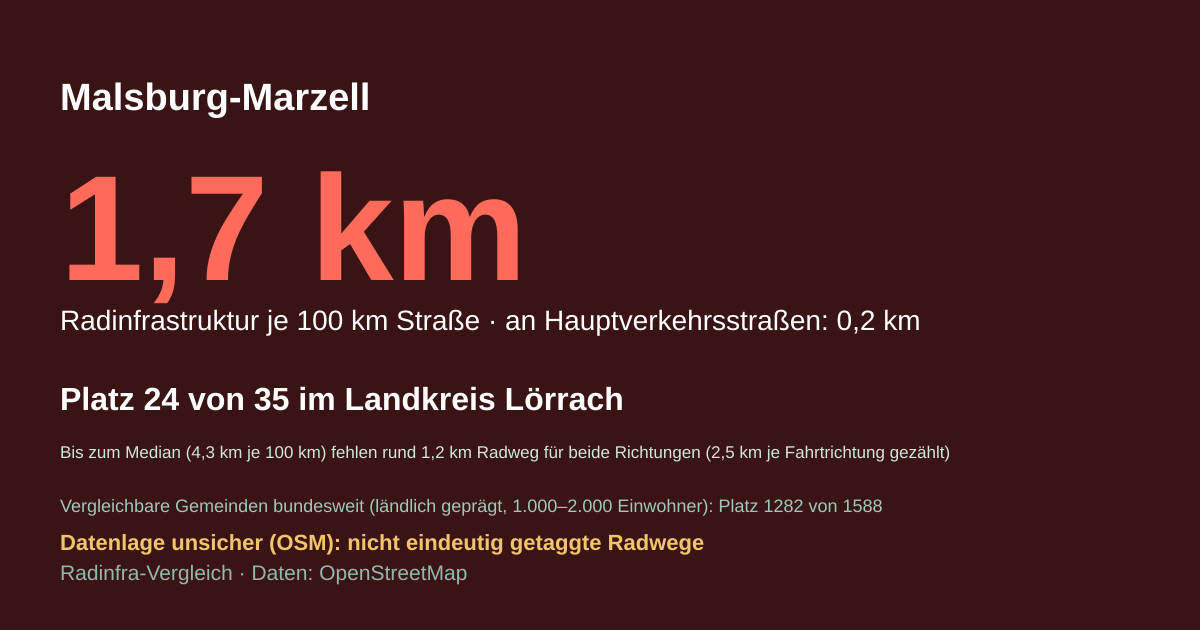 Malsburg-Marzell
1,7 km
Radinfrastruktur je 100 km Straße · an Hauptverkehrsstraßen: 0,2 km
Platz 24 von 35 im Landkreis Lörrach
Bis zum Median (4,3 km je 100 km) fehlen rund 1,2 km Radweg für beide Richtungen (2,5 km je Fahrtrichtung gezählt)
Vergleichbare Gemeinden bundesweit (ländlich geprägt, 1.000–2.000 Einwohner): Platz 1282 von 1588
Datenlage unsicher (OSM): nicht eindeutig getaggte Radwege
Radinfra-Vergleich · Daten: OpenStreetMap